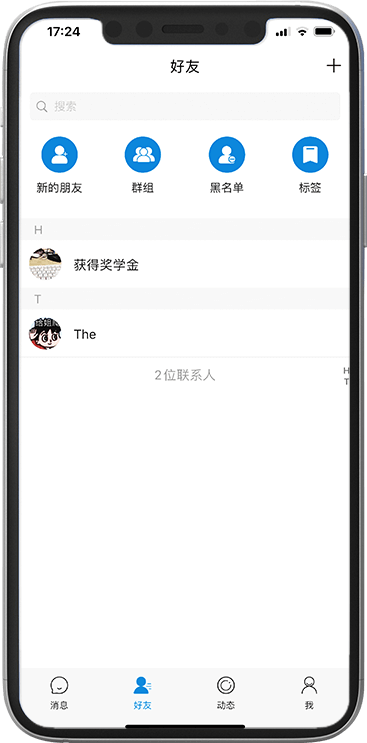 17:24
好友
搜索
新的朋友 群组 黑名单 标签
H
获得奖学金
T
The
2位联系人
H
T
消息 好友 动态 我